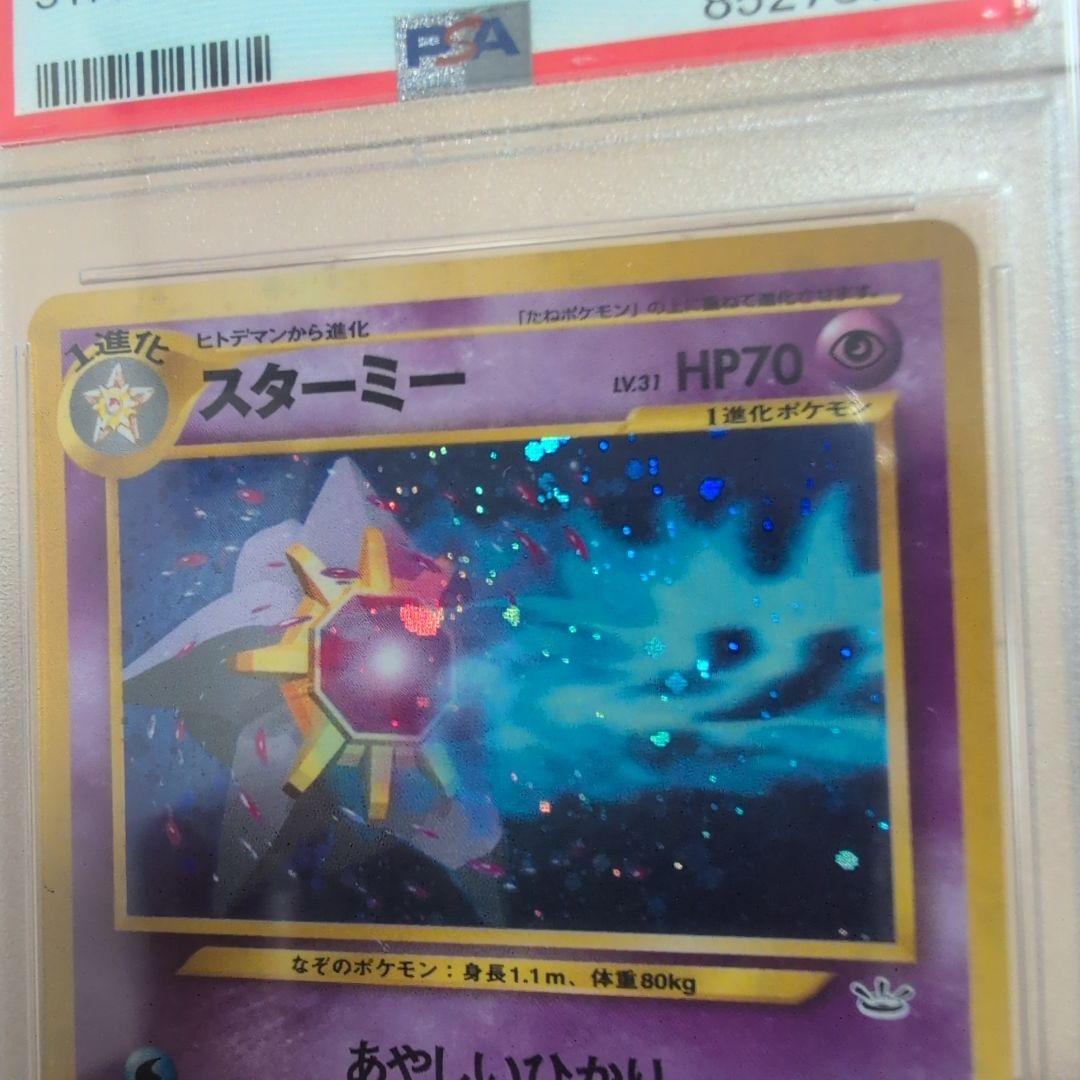 PSA
1進化
ヒトデマンから進化
「たねポケモン」の上に重ねて進化させます。
スターミー
LV.31 HP70
1進化ポケモン
なぞのポケモン：身長1.1m、体重80kg
あやしいひかり